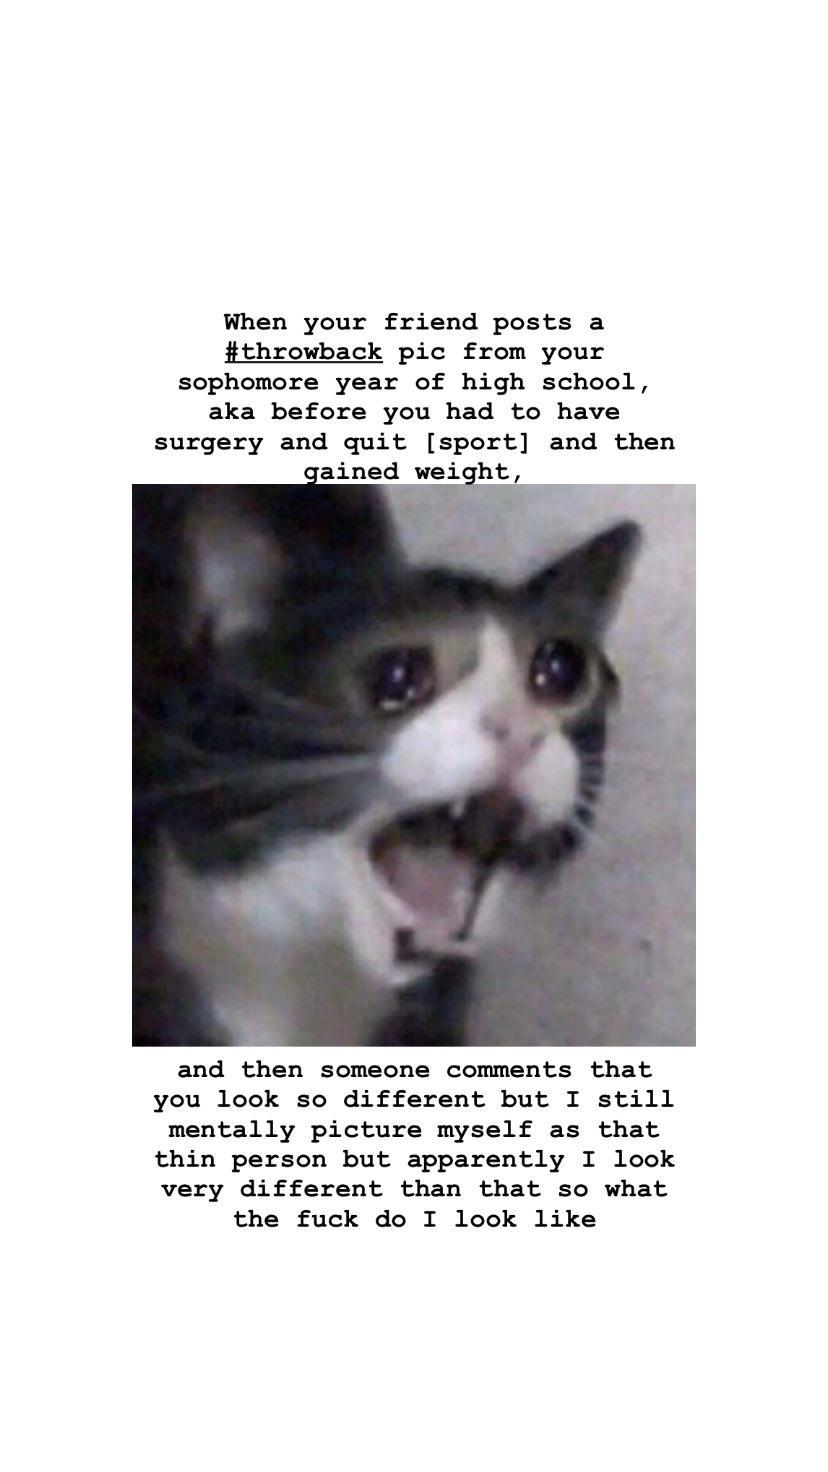 When your friend posts a
#throwback pic from your
sophomore year of high school,
aka before you had to have
surgery and quit [sport] and then
gained weight,
and then someone comments that
you look so different but I still
mentally picture myself as that
thin person but apparently I look
very different than that so what
the fuck do I look like